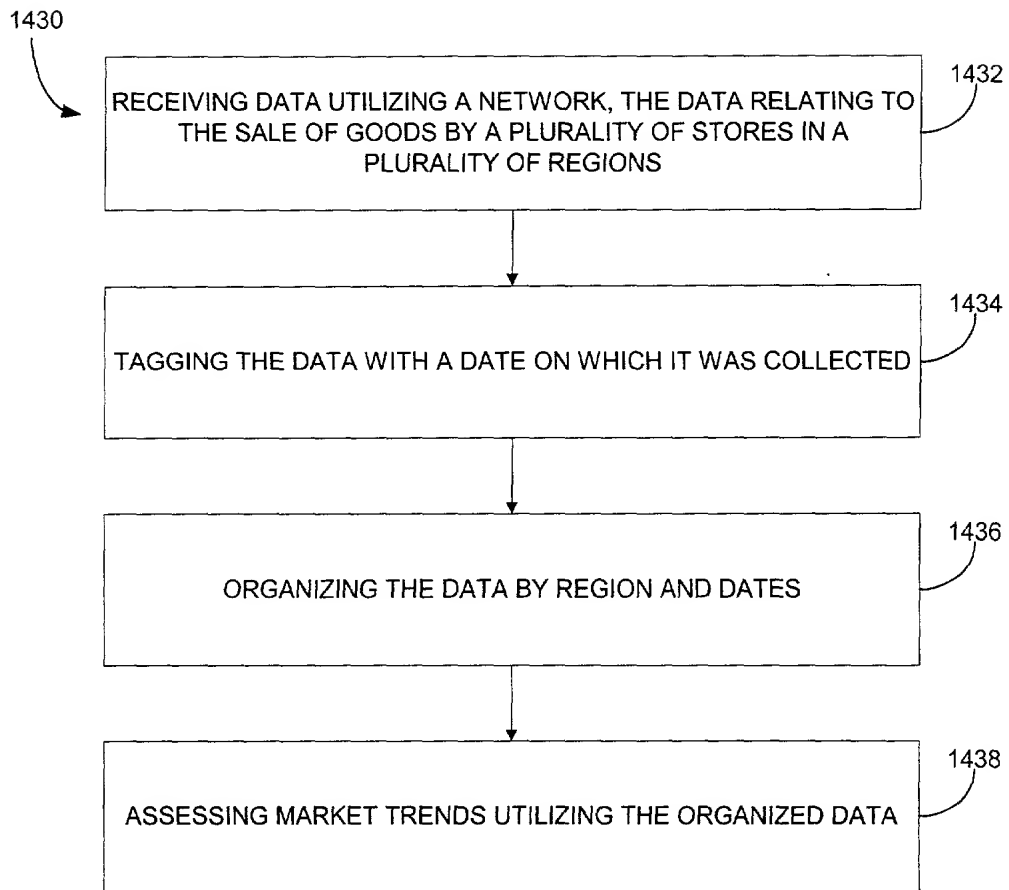 1430
1432
RECEIVING DATA UTILIZING A NETWORK, THE DATA RELATING TO
THE SALE OF GOODS BY A PLURALITY OF STORES IN A
PLURALITY OF REGIONS
1434
TAGGING THE DATA WITH A DATE ON WHICH IT WAS COLLECTED
1436
ORGANIZING THE DATA BY REGION AND DATES
1438
ASSESSING MARKET TRENDS UTILIZING THE ORGANIZED DATA